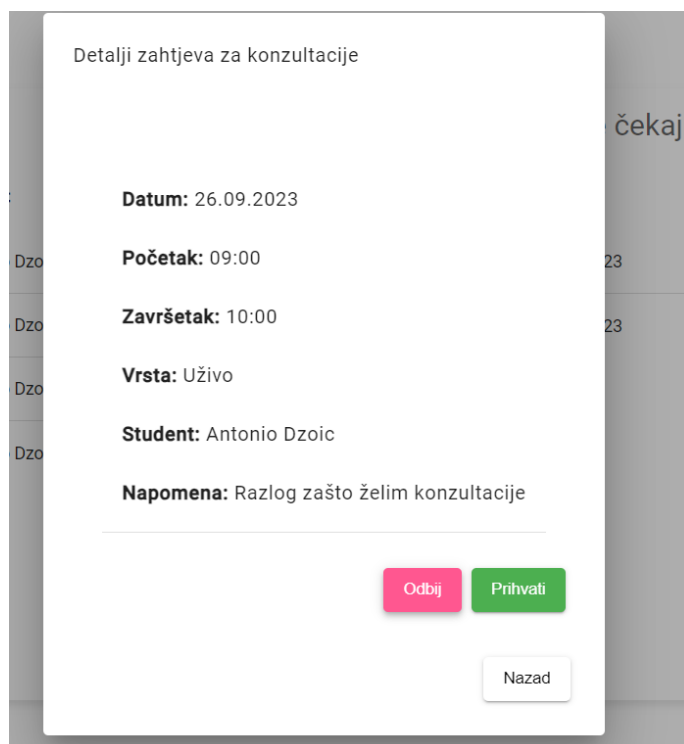 Detalji zahtjeva za konzultacije
čekaj
Datum: 26.09.2023
Početak: 09:00
Dzo
23
Završetak: 10:00
Dzo
23
Vrsta: Uživo
Dzo
Student: Antonio Dzoic
Dzo
Napomena: Razlog zašto želim konzultacije
Odbij
Prihvati
Nazad